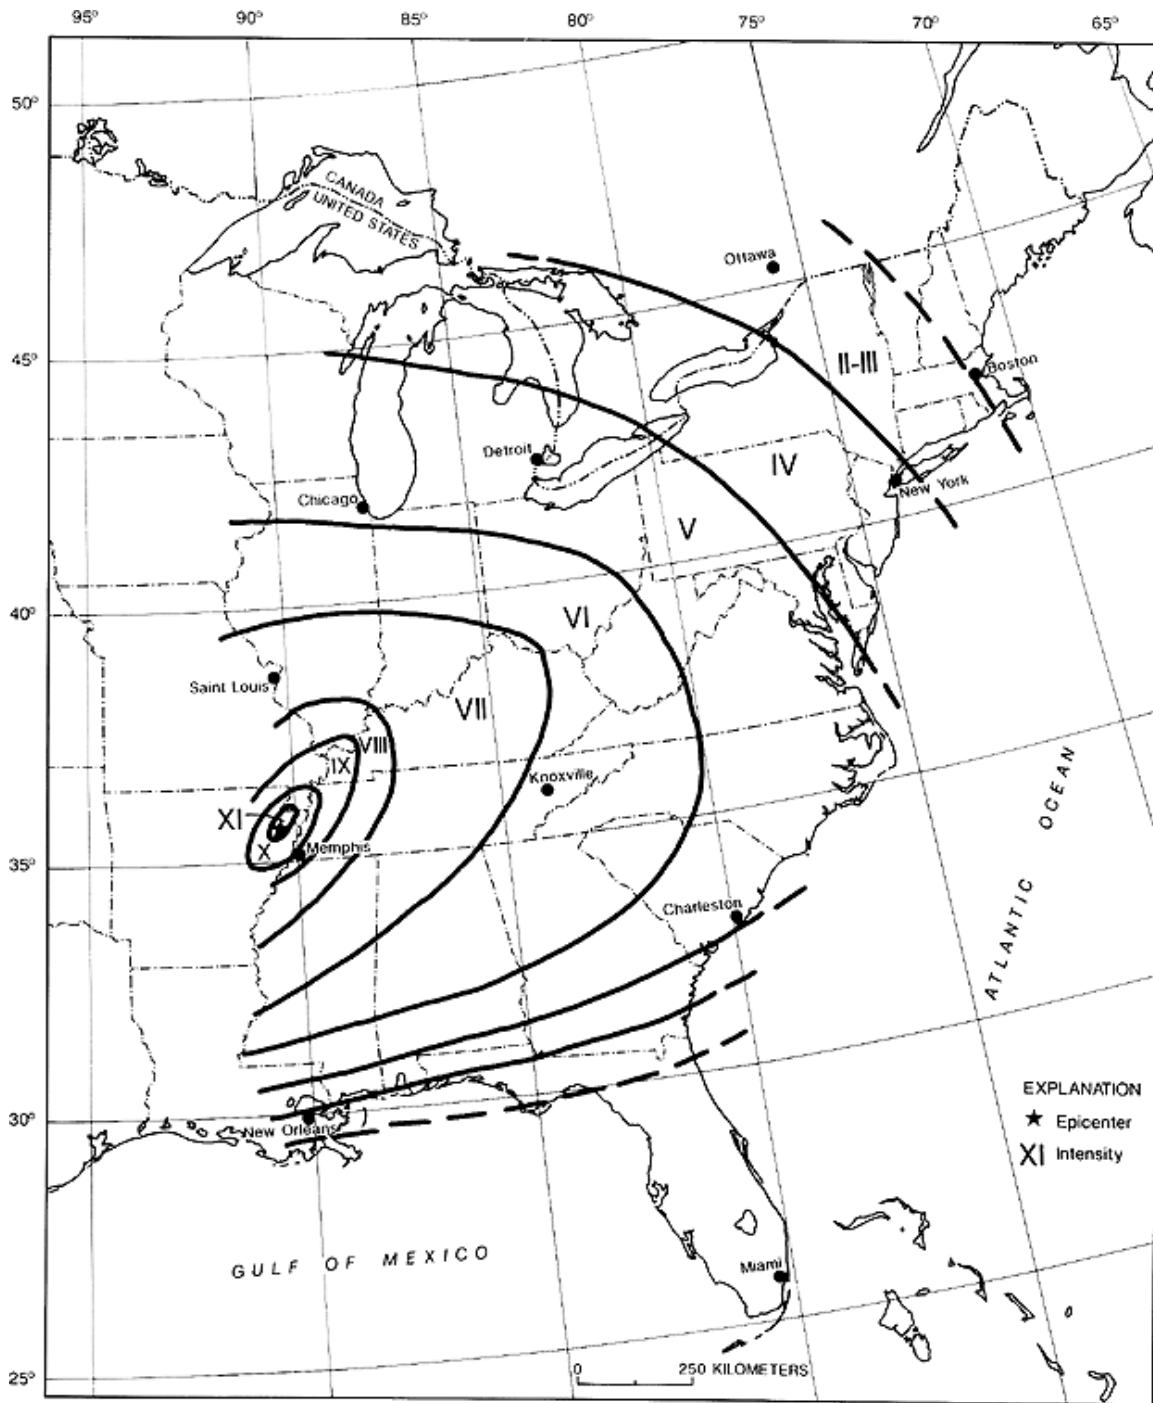 95° 90° 85° 80° 75° 70° 65°
50°
CANADA
UNITED STATES
Ottawa
II-III
45°
Boston
Detroit
IV
New York
Chicago
V
40°
VI
Saint Louis
VII
VIII
IX
Knoxville
XI
X
Memphis
35°
Charleston
ATLANTIC OCEAN
EXPLANATION
★ Epicenter
XI Intensity
30°
New Orleans
GULF OF MEXICO
Miami
0 250 KILOMETERS
25°